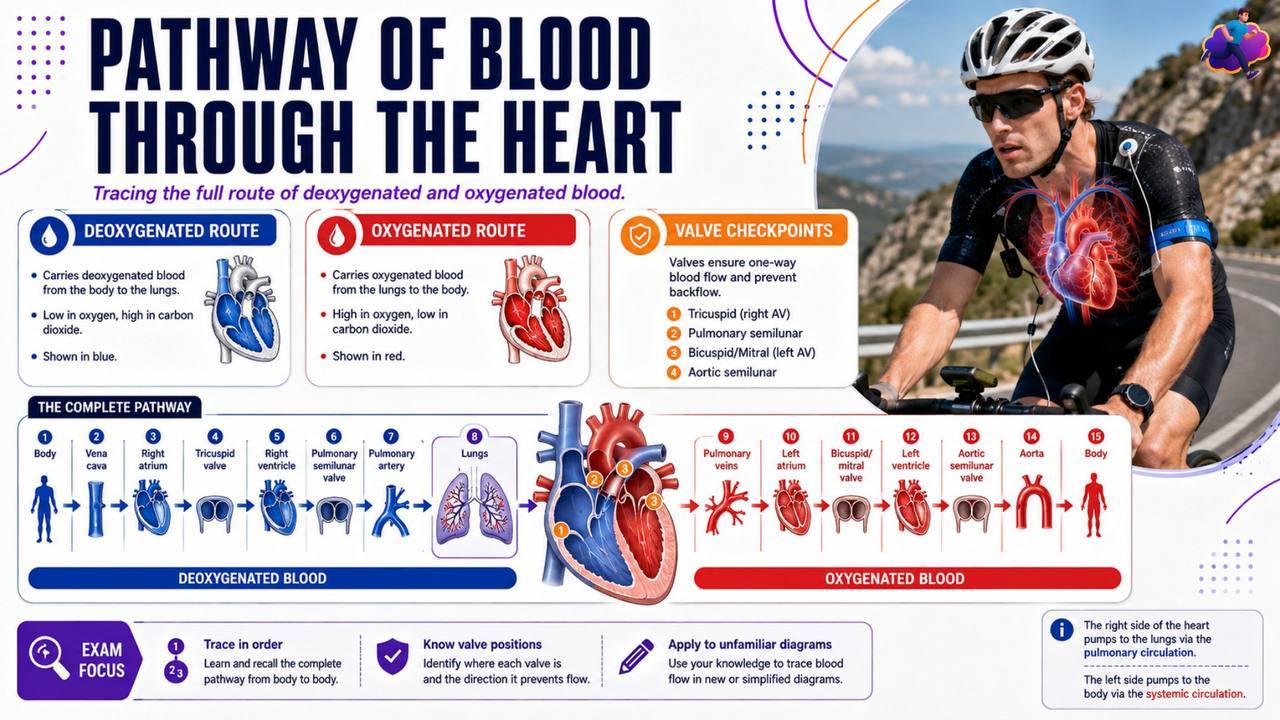 PATHWAY OF BLOOD
THROUGH THE HEART
Tracing the full route of deoxygenated and oxygenated blood.
DEOXYGENATED ROUTE
Carries deoxygenated blood
from the body to the lungs.
Low in oxygen, high in carbon
dioxide.
Shown in blue.
OXYGENATED ROUTE
Carries oxygenated blood
from the lungs to the body.
High in oxygen, low in
carbon dioxide.
Shown in red.
VALVE CHECKPOINTS
Valves ensure one-way
blood flow and prevent
backflow.
1 Tricuspid (right AV)
2 Pulmonary semilunar
3 Bicuspid/Mitral (left AV)
4 Aortic semilunar
THE COMPLETE PATHWAY
1
Body
2
Vena
cava
3
Right
atrium
4
Tricuspid
valve
5
Right
ventricle
6
Pulmonary
semilunar
valve
7
Pulmonary
artery
8
Lungs
1
2
3
3
9
Pulmonary
veins
10
Left
atrium
11
Bicuspid/
mitral
valve
12
Left
ventricle
13
Aortic
semilunar
valve
14
Aorta
15
Body
DEOXYGENATED BLOOD
OXYGENATED BLOOD
EXAM
FOCUS
1
2 3
Trace in order
Learn and recall the complete
pathway from body to body.
Know valve positions
Identify where each valve is
and the direction it prevents flow.
Apply to unfamiliar diagrams
Use your knowledge to trace blood
flow in new or simplified diagrams.
i
The right side of the heart
pumps to the lungs via the
pulmonary circulation.
The left side pumps to the
body via the systemic circulation.